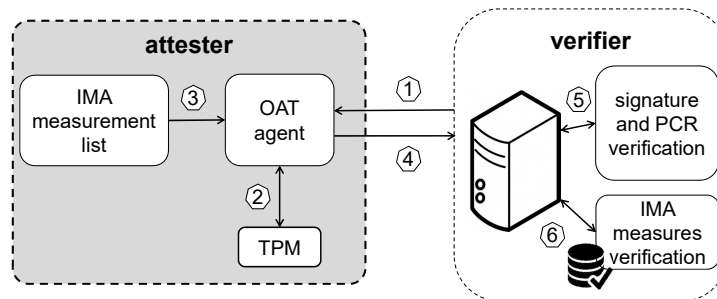 attester
verifier
IMA
measurement
list
3
OAT
agent
1
4
2
TPM
5
signature
and PCR
verification
6
IMA
measures
verification